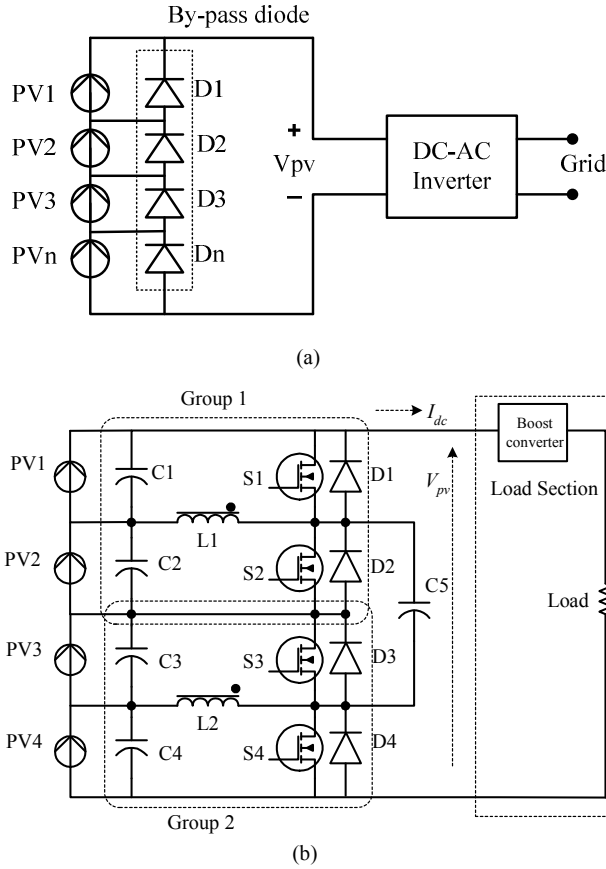 By-pass diode
PV1
D1
PV2
D2
PV3
D3
PVn
Dn
+
Vpv
−
DC-AC
Inverter
Grid
(a)
Group 1
I_dc
V_pv
Boost
converter
Load Section
Load
PV1
C1
S1
D1
L1
PV2
C2
S2
D2
C5
PV3
C3
S3
D3
L2
PV4
C4
S4
D4
Group 2
(b)